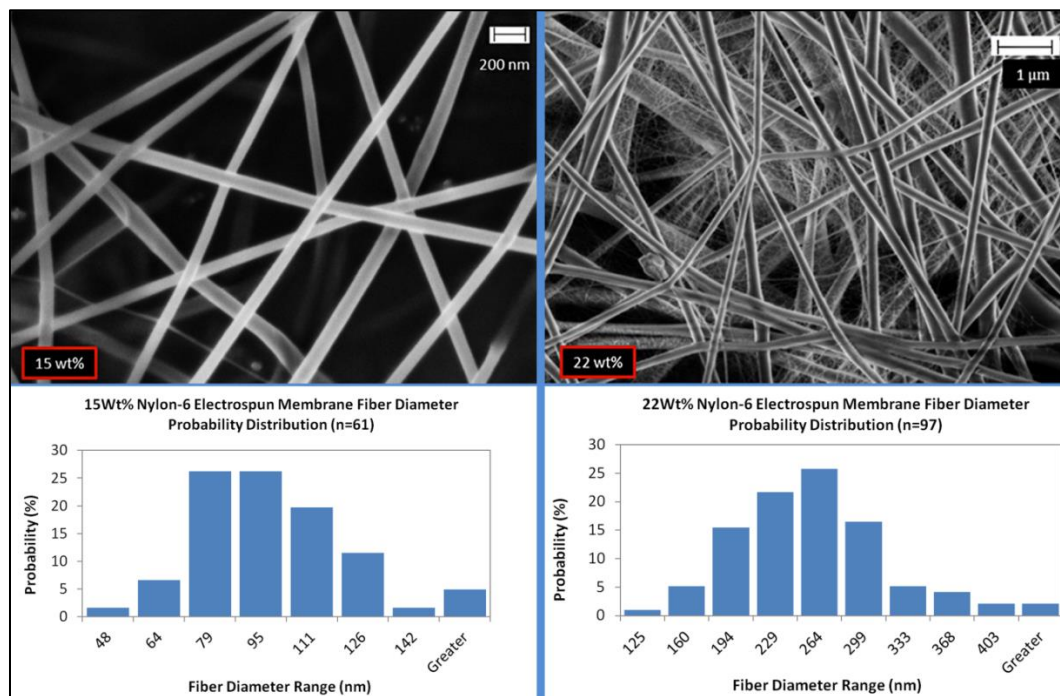 200 nm
15 wt%
1 µm
22 wt%
15Wt% Nylon-6 Electrospun Membrane Fiber Diameter
Probability Distribution (n=61)
Probability (%)
30
25
20
15
10
5
0
48 64 79 95 111 126 142 Greater
Fiber Diameter Range (nm)
22Wt% Nylon-6 Electrospun Membrane Fiber Diameter
Probability Distribution (n=97)
Probability (%)
30
25
20
15
10
5
0
125 160 194 229 264 299 333 368 403 Greater
Fiber Diameter Range (nm)